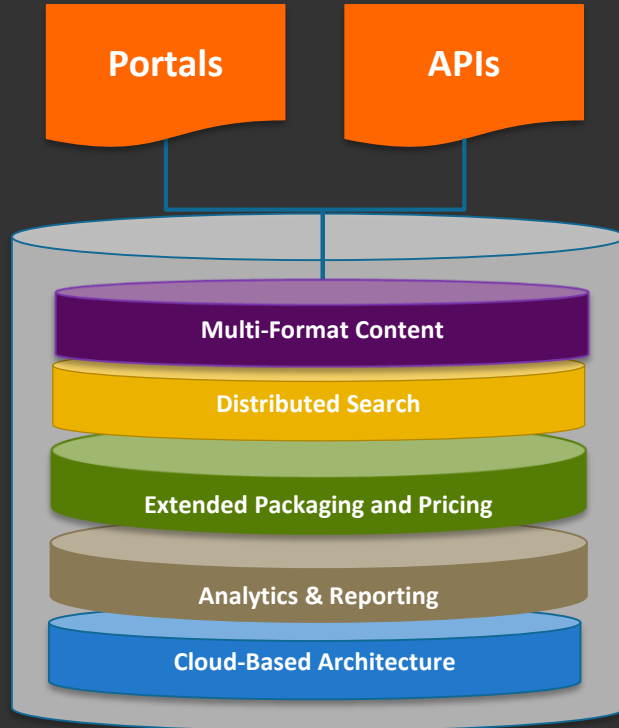 Portals
APIs
Multi-Format Content
Distributed Search
Extended Packaging and Pricing
Analytics & Reporting
Cloud-Based Architecture